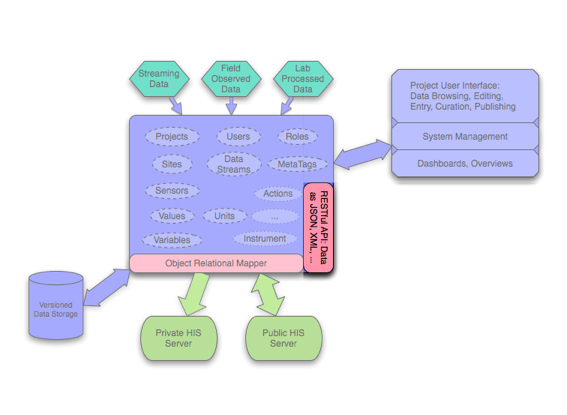 Streaming
Data
Field
Observed
Data
Lab
Processed
Data
Project User Interface:
Data Browsing, Editing,
Entry, Curation, Publishing
System Management
Dashboards, Overviews
Projects
Users
Roles
Sites
Data
Streams
MetaTags
Sensors
Actions
Values
Units
...
Variables
Instrument
RESTful API: Data
as JSON, XML, ...
Object Relational Mapper
Versioned
Data Storage
Private HIS
Server
Public HIS
Server